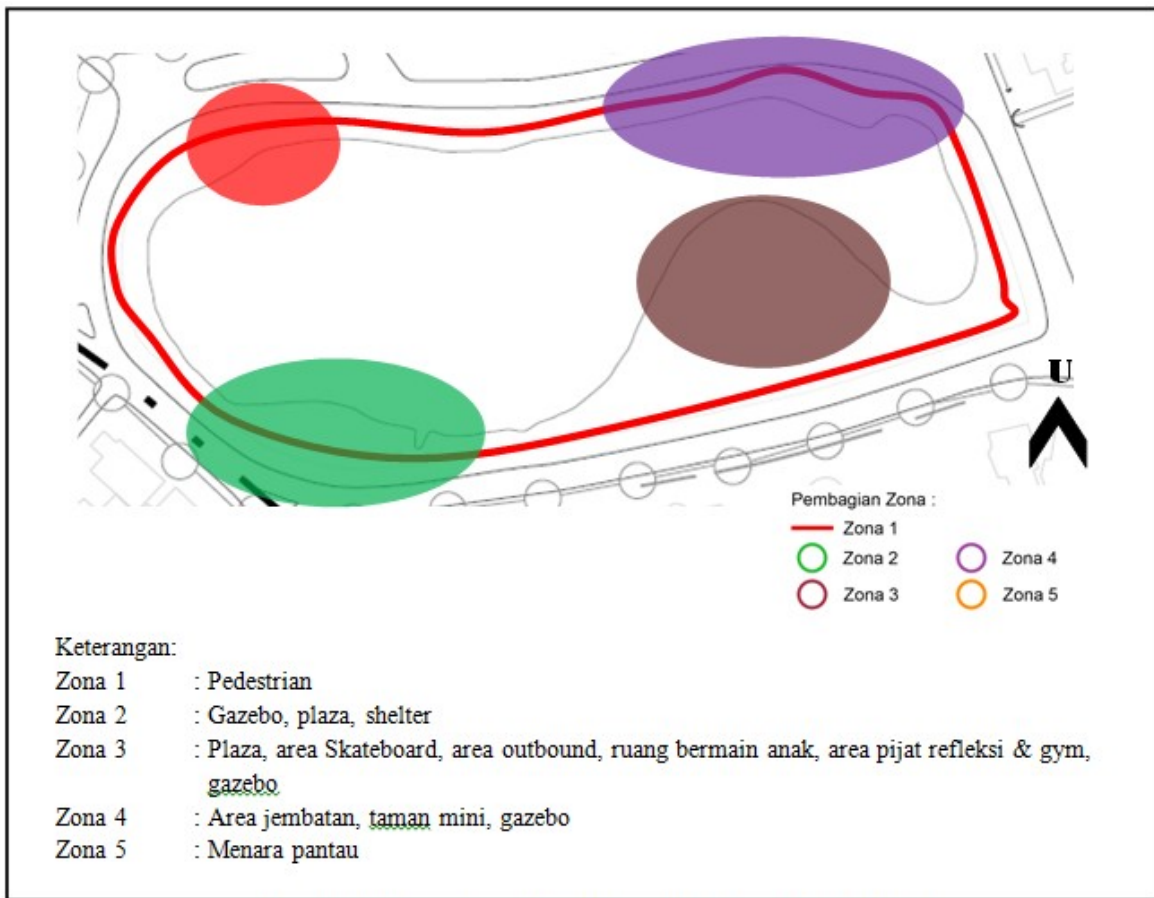 U
Pembagian Zona :
Zona 1
Zona 2 Zona 4
Zona 3 Zona 5
Keterangan:
Zona 1 : Pedestrian
Zona 2 : Gazebo, plaza, shelter
Zona 3 : Plaza, area Skateboard, area outbound, ruang bermain anak, area pijat refleksi & gym,
gazebo
Zona 4 : Area jembatan, taman mini, gazebo
Zona 5 : Menara pantau